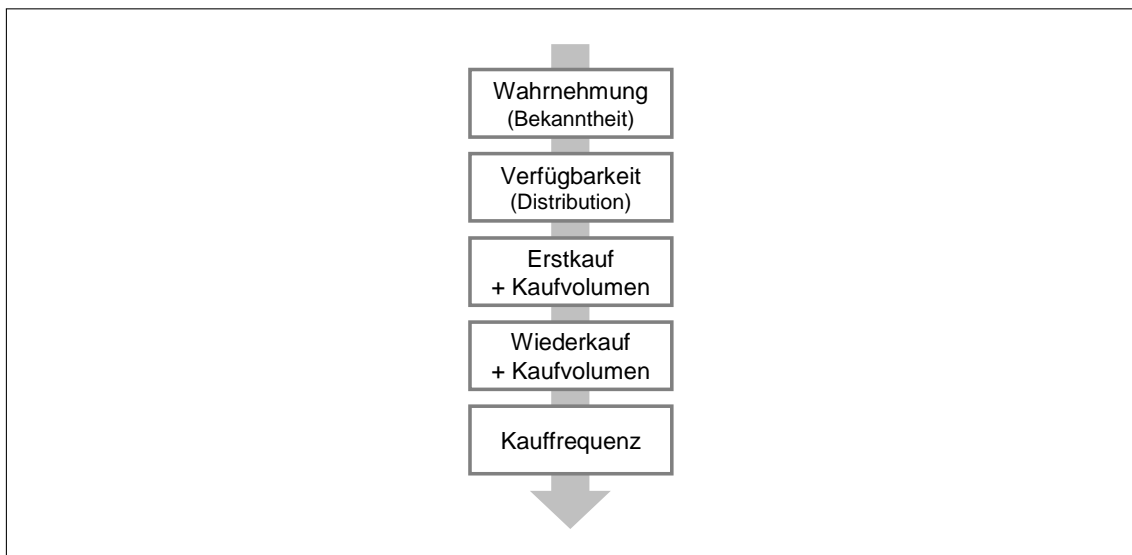 Wahrnehmung
(Bekanntheit)
Verfügbarkeit
(Distribution)
Erstkauf
+ Kaufvolumen
Wiederkauf
+ Kaufvolumen
Kauffrequenz